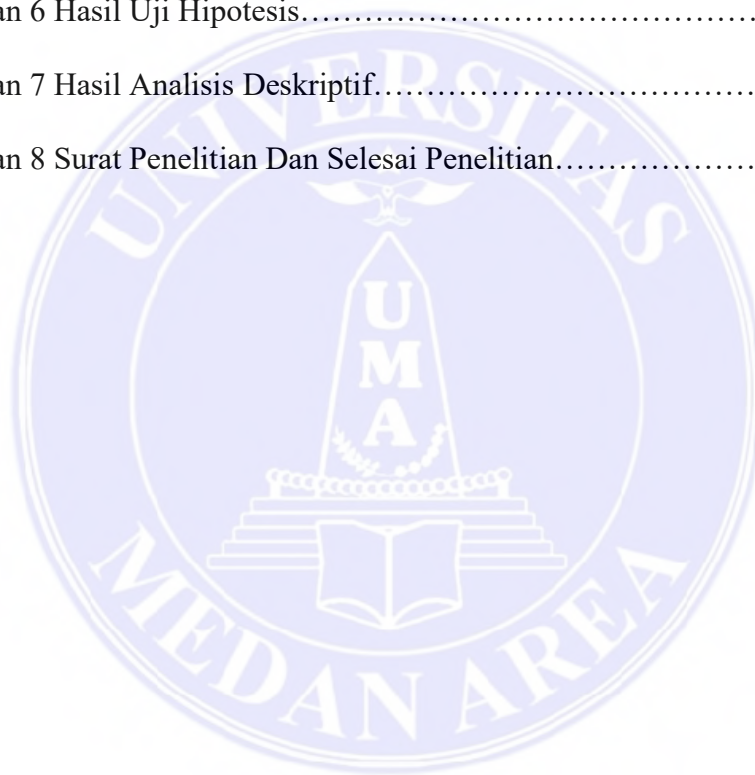 an 6 Hasil Uji Hipotesis……………………………………
an 7 Hasil Analisis Deskriptif………………………………
an 8 Surat Penelitian Dan Selesai Penelitian………………
UNIVERSITAS
UMA
MEDAN AREA